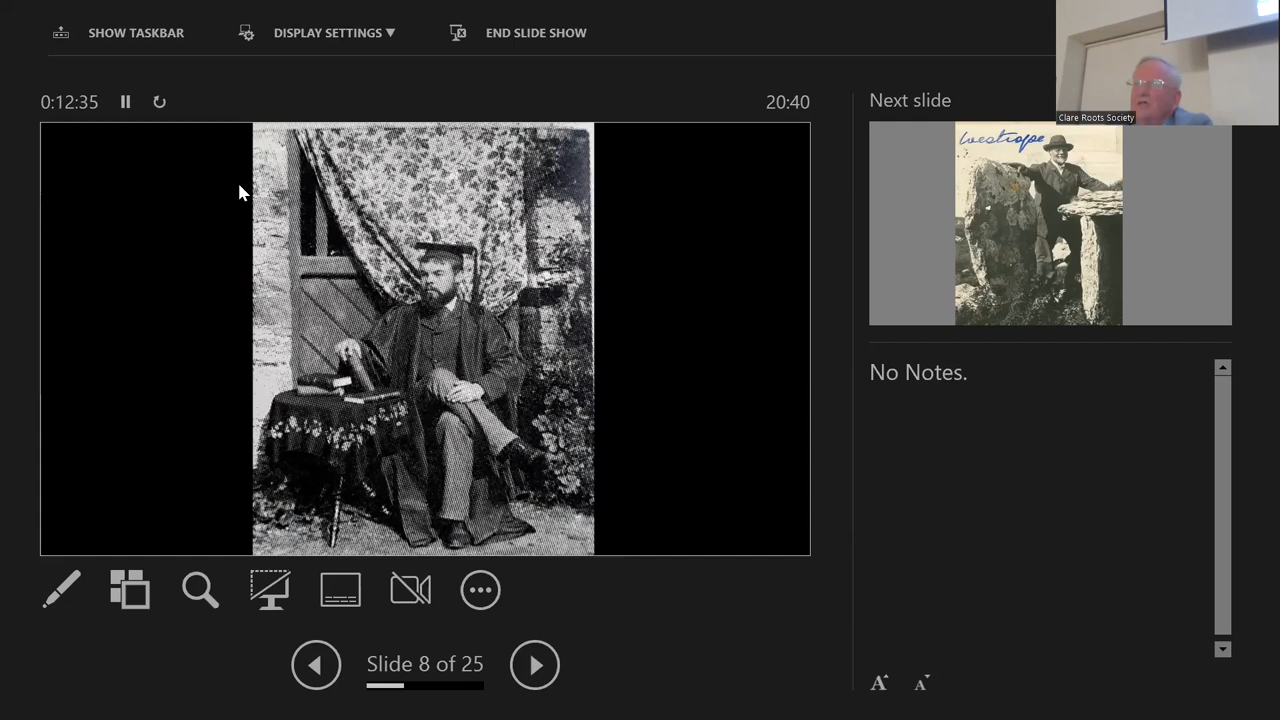 SHOW TASKBAR
DISPLAY SETTINGS ▼
END SLIDE SHOW
0:12:35
20:40
Next slide
Clare Roots Society
Westrope
No Notes.
Slide 8 of 25
A A